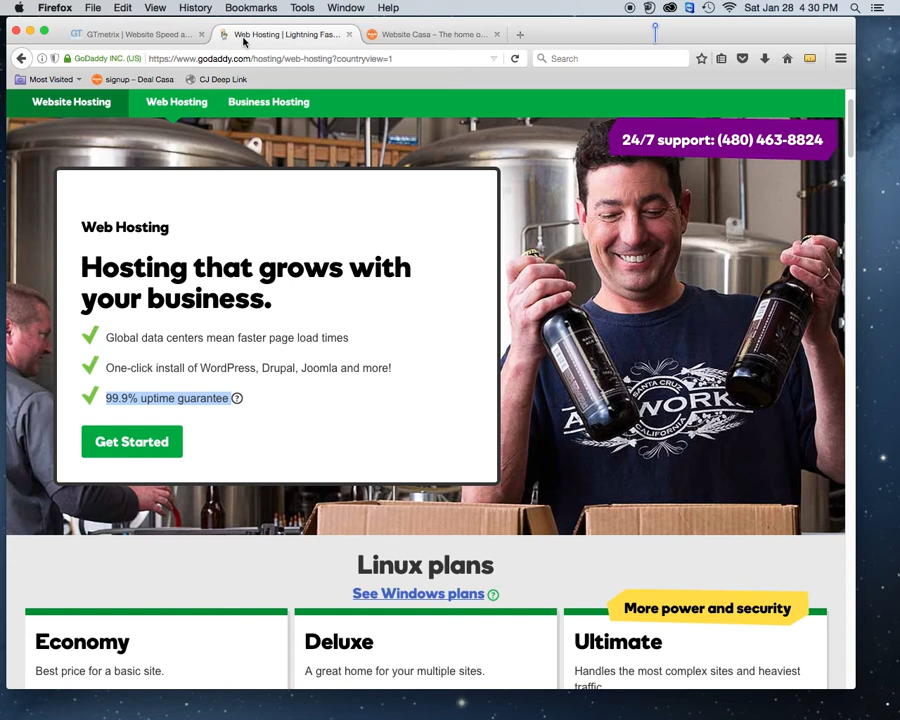 Firefox File Edit View History Bookmarks Tools Window Help Sat Jan 28 4:30 PM
GTmetrix | Website Speed a... Web Hosting | Lightning Fas... Website Casa – The home o...
GoDaddy INC. (US) https://www.godaddy.com/hosting/web-hosting?countryview=1 Search
Most Visited signup – Deal Casa CJ Deep Link
Website Hosting Web Hosting Business Hosting
24/7 support: (480) 463-8824
Web Hosting
Hosting that grows with
your business.
Global data centers mean faster page load times
One-click install of WordPress, Drupal, Joomla and more!
99.9% uptime guarantee ?
Get Started
SANTA CRUZ
WORK
CALIFORNIA
Linux plans
See Windows plans ?
More power and security
Economy Deluxe Ultimate
Best price for a basic site. A great home for your multiple sites. Handles the most complex sites and heaviest
traffic.